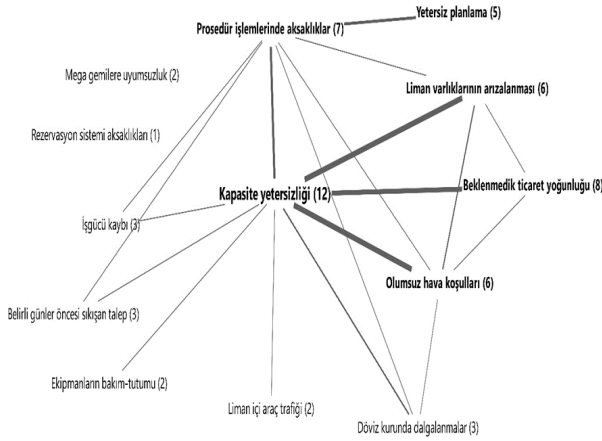 Yetersiz planlama (5)
Prosedür işlemlerinde aksaklıklar (7)
Mega gemilere uyumsuzluk (2)
Liman varlıklarının arızalanması (6)
Rezervasyon sistemi aksaklıkları (1)
Beklenmedik ticaret yoğunluğu (8)
Kapasite yetersizliği (12)
İşgücü kaybı (3)
Olumsuz hava koşulları (6)
Belirli günler öncesi sıkışan talep (3)
Ekipmanların bakım-tutumu (2)
Liman içi araç trafiği (2)
Döviz kurunda dalgalanmalar (3)